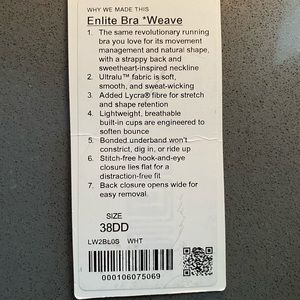 WHY WE MADE THIS
Enlite Bra *Weave
1. The same revolutionary running
bra you love for its movement
management and natural shape,
with a strappy back and
sweetheart-inspired neckline
2. Ultralu™ fabric is soft,
smooth, and sweat-wicking
3. Added Lycra® fibre for
stretch and shape retention
4. Lightweight, breathable
built-in cups are engineered to
soften bounce
5. Bonded underband won't
constrict, dig in, or ride up
6. Stitch-free hook-and-eye
closure lies flat for a
distraction-free fit
7. Back closure opens wide for
easy removal.
SIZE
38DD
LW2BL0S WHT
000106075069